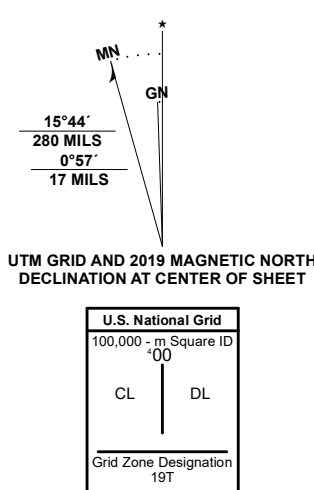 ★
MN
GN
15°44´
280 MILS
0°57´
17 MILS
UTM GRID AND 2019 MAGNETIC NORTH
DECLINATION AT CENTER OF SHEET
U.S. National Grid
100,000 - m Square ID
⁴00
CL DL
Grid Zone Designation
19T